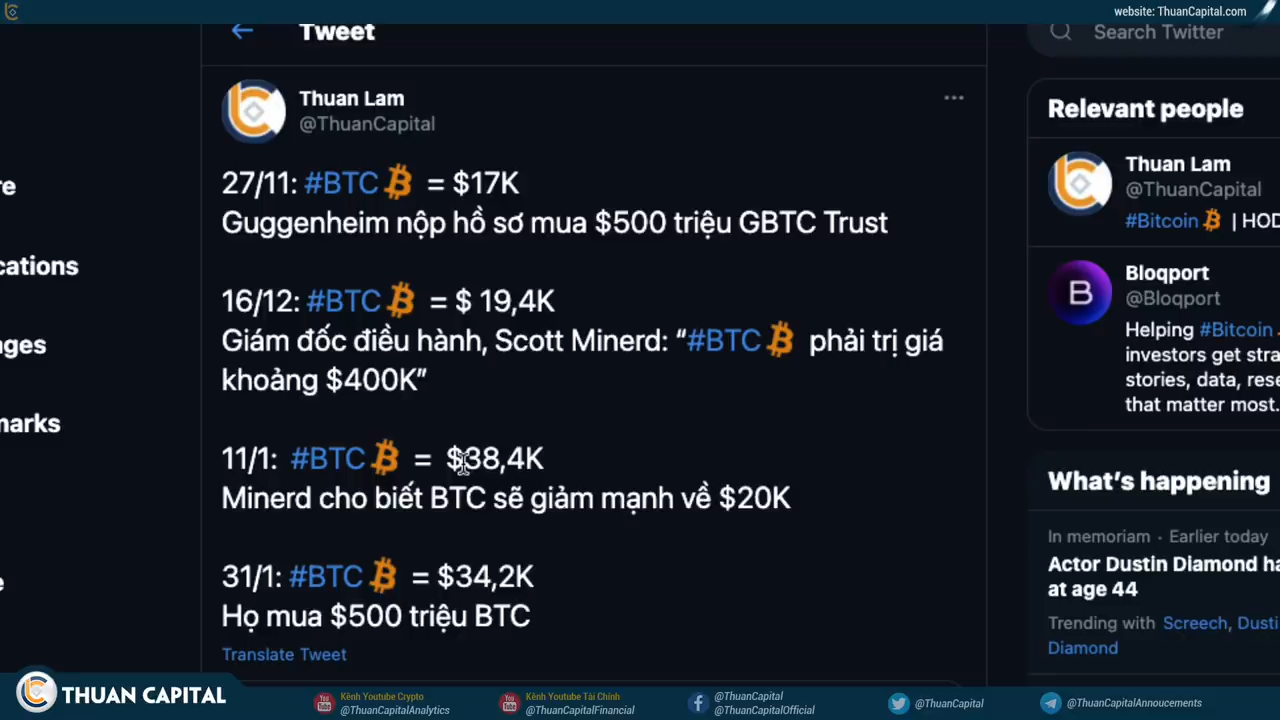 website: ThuanCapital.com
Tweet
Search Twitter
Thuan Lam
@ThuanCapital
27/11: #BTC = $17K
Guggenheim nộp hồ sơ mua $500 triệu GBTC Trust
16/12: #BTC = $ 19,4K
Giám đốc điều hành, Scott Minerd: “#BTC phải trị giá
khoảng $400K”
11/1: #BTC = $38,4K
Minerd cho biết BTC sẽ giảm mạnh về $20K
31/1: #BTC = $34,2K
Họ mua $500 triệu BTC
Translate Tweet
Relevant people
Thuan Lam
@ThuanCapital
#Bitcoin | HOD
Bloqport
@Bloqport
Helping #Bitcoin
investors get stra
stories, data, rese
that matter most.
What’s happening
In memoriam · Earlier today
Actor Dustin Diamond ha
at age 44
Trending with Screech, Dusti
Diamond
re
cations
ages
marks
e
THUAN CAPITAL
Kênh Youtube Crypto
@ThuanCapitalAnalytics
Kênh Youtube Tài Chính
@ThuanCapitalFinancial
@ThuanCapital
@ThuanCapitalOfficial
@ThuanCapital
@ThuanCapitalAnnoucements